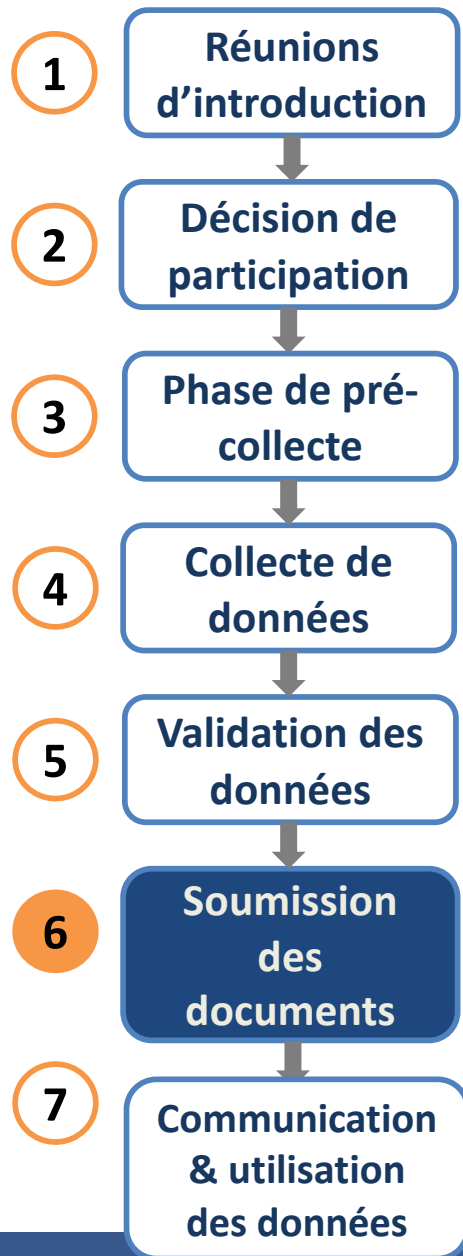 1
Réunions
d’introduction
2
Décision de
participation
3
Phase de pré-
collecte
4
Collecte de
données
5
Validation des
données
6
Soumission
des
documents
7
Communication
& utilisation
des données